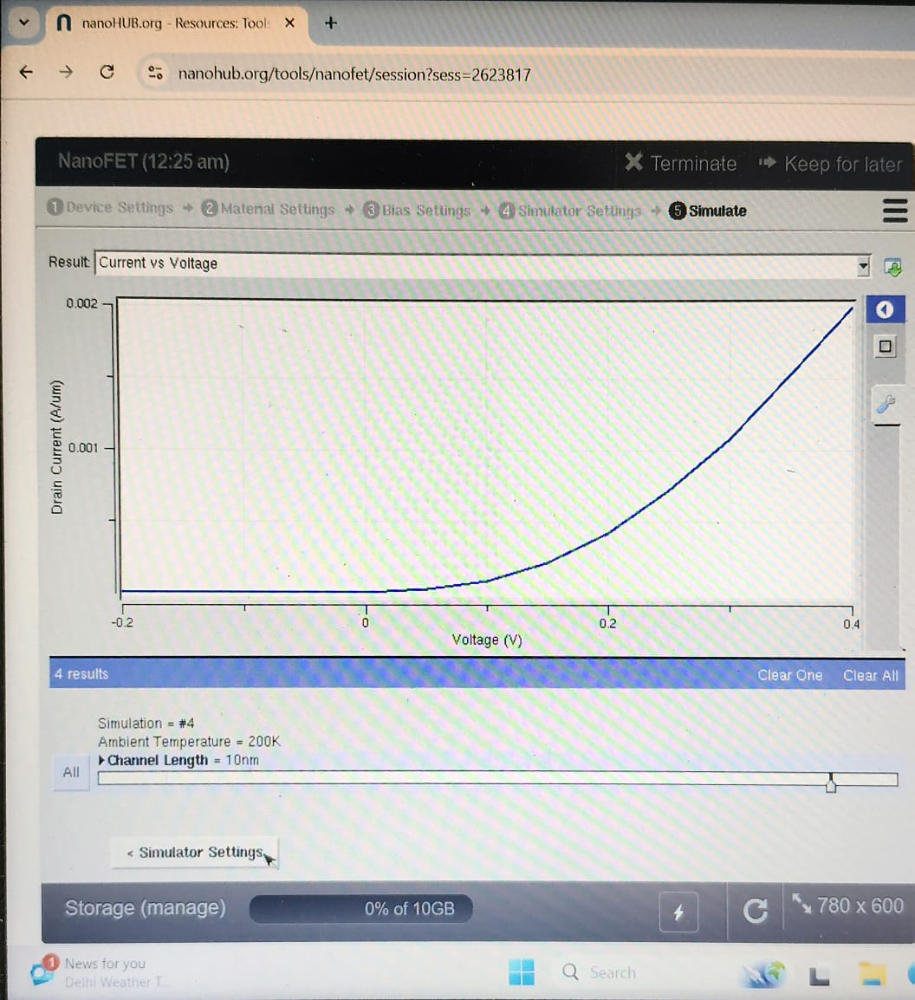 nanoHUB.org - Resources: Tool:
nanohub.org/tools/nanofet/session?sess=2623817
NanoFET (12:25 am)
Terminate
Keep for later
1 Device Settings → 2 Material Settings → 3 Bias Settings → 4 Simulator Settings → 5 Simulate
Result: Current vs Voltage
0.002
0.001
Drain Current (A/um)
-0.2 0 0.2 0.4
Voltage (V)
4 results
Clear One Clear All
Simulation = #4
Ambient Temperature = 200K
Channel Length = 10nm
All
< Simulator Settings
Storage (manage)
0% of 10GB
780 x 600
1
News for you
Delhi Weather T...
Search